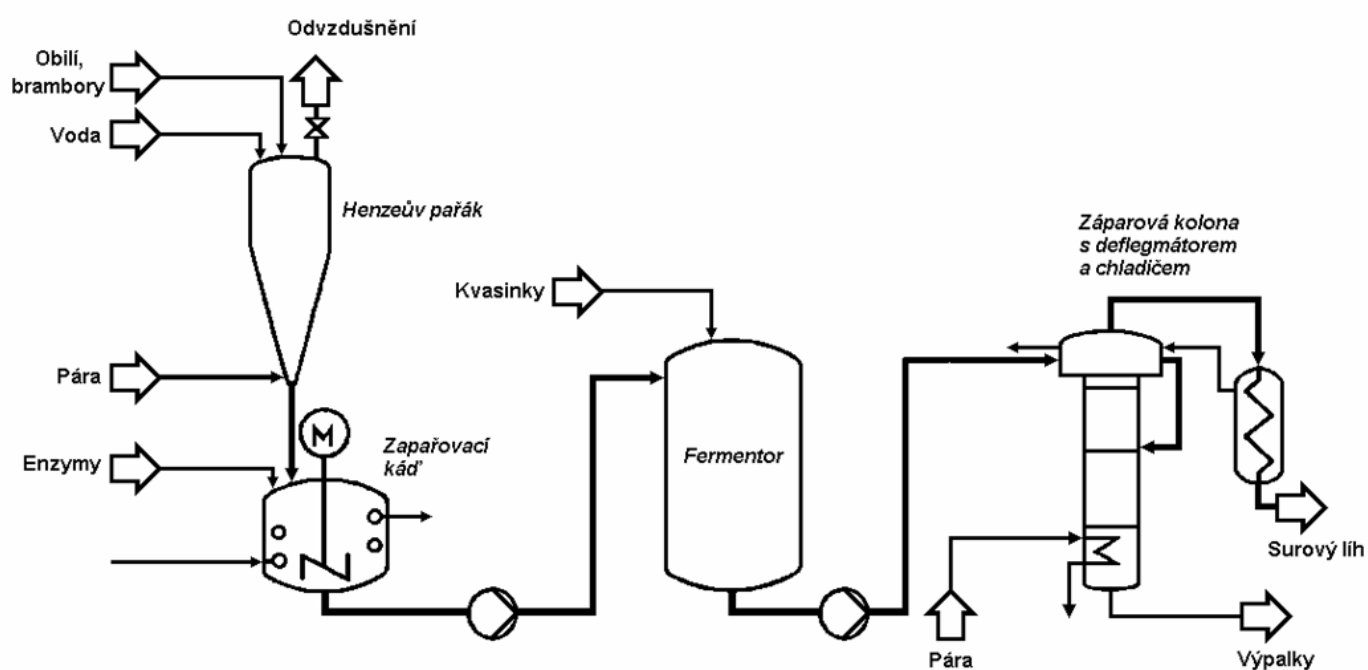 Odvzdušnění
Obilí,
brambory
Voda
Henzeův pařák
Záparová kolona
s deflegmátorem
a chladičem
Kvasinky
Pára
M
Zapařovací
káď
Enzymy
Fermentor
Surový líh
Pára
Výpalky